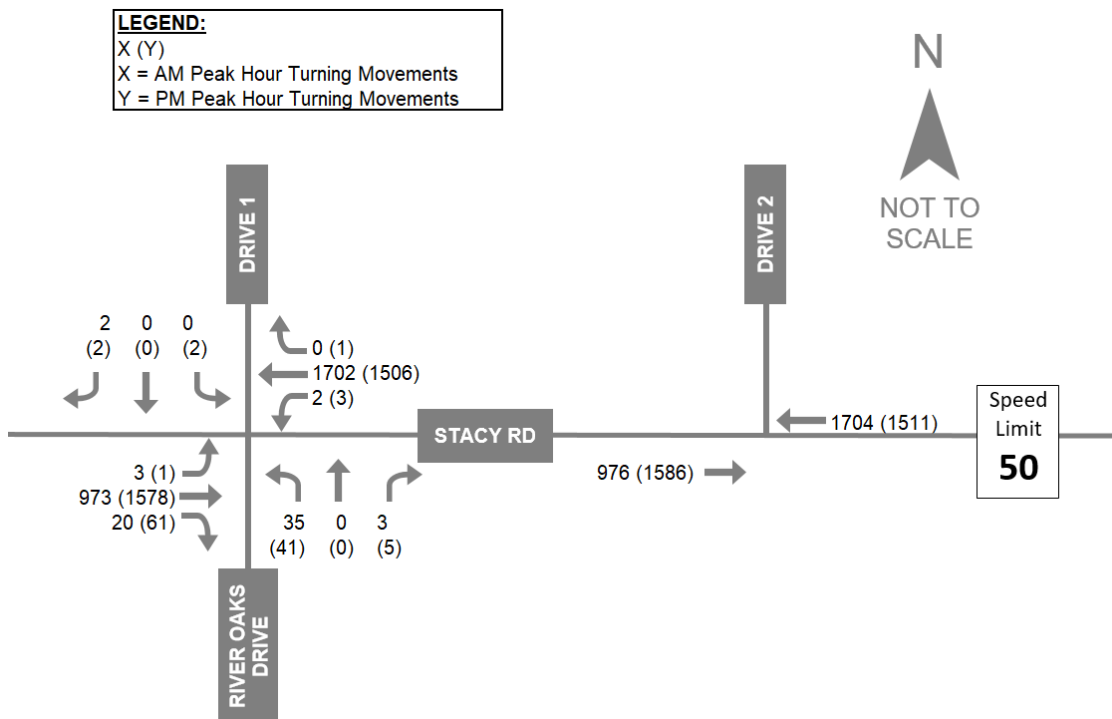 LEGEND:
X (Y)
X = AM Peak Hour Turning Movements
Y = PM Peak Hour Turning Movements
N
NOT TO
SCALE
DRIVE 1
DRIVE 2
2 0 0
(2) (0) (2)
0 (1)
1702 (1506)
2 (3)
STACY RD
1704 (1511)
Speed
Limit
50
3 (1)
973 (1578)
20 (61)
976 (1586)
35 0 3
(41) (0) (5)
RIVER OAKS
DRIVE